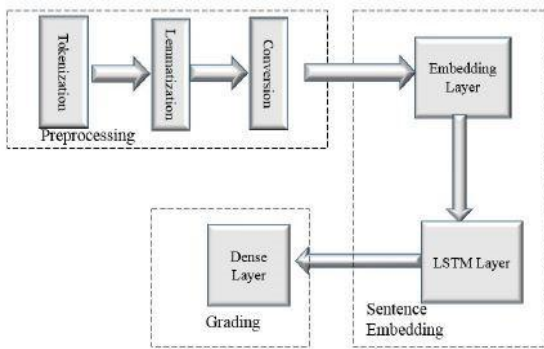 Tokenization
Lemmatization
Conversion
Preprocessing
Embedding
Layer
LSTM Layer
Sentence
Embedding
Dense
Layer
Grading